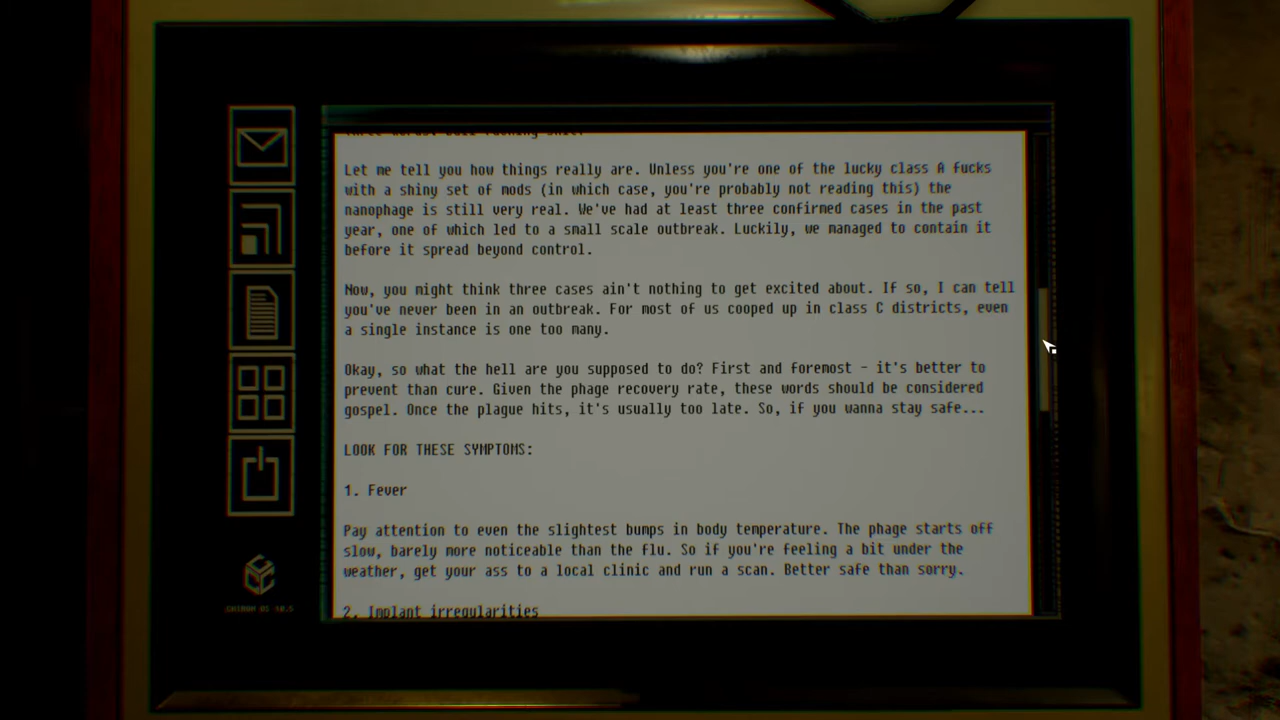 Let me tell you how things really are. Unless you're one of the lucky class A fucks
with a shiny set of mods (in which case, you're probably not reading this) the
nanophage is still very real. We've had at least three confirmed cases in the past
year, one of which led to a small scale outbreak. Luckily, we managed to contain it
before it spread beyond control.
Now, you might think three cases ain't nothing to get excited about. If so, I can tell
you've never been in an outbreak. For most of us cooped up in class C districts, even
a single instance is one too many.
Okay, so what the hell are you supposed to do? First and foremost - it's better to
prevent than cure. Given the phage recovery rate, these words should be considered
gospel. Once the plague hits, it's usually too late. So, if you wanna stay safe...
LOOK FOR THESE SYMPTOMS:
1. Fever
Pay attention to even the slightest bumps in body temperature. The phage starts off
slow, barely more noticeable than the flu. So if you're feeling a bit under the
weather, get your ass to a local clinic and run a scan. Better safe than sorry.
2. Implant irregularities